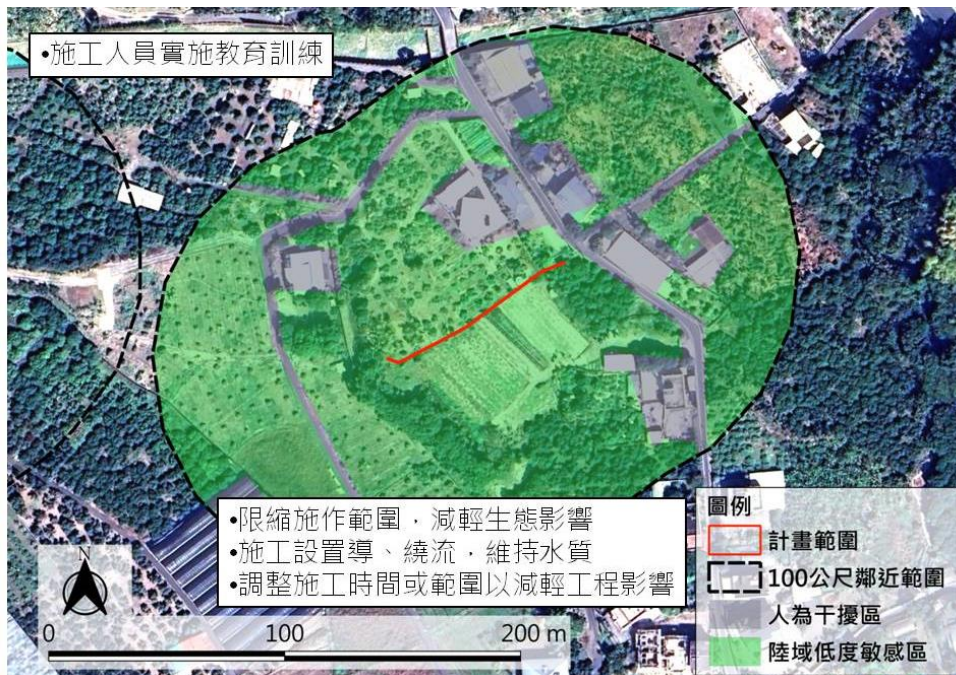 •施工人員實施教育訓練
•限縮施作範圍，減輕生態影響
•施工設置導、繞流，維持水質
•調整施工時間或範圍以減輕工程影響
圖例
計畫範圍
100公尺鄰近範圍
人為干擾區
陸域低度敏感區
N
0 100 200 m